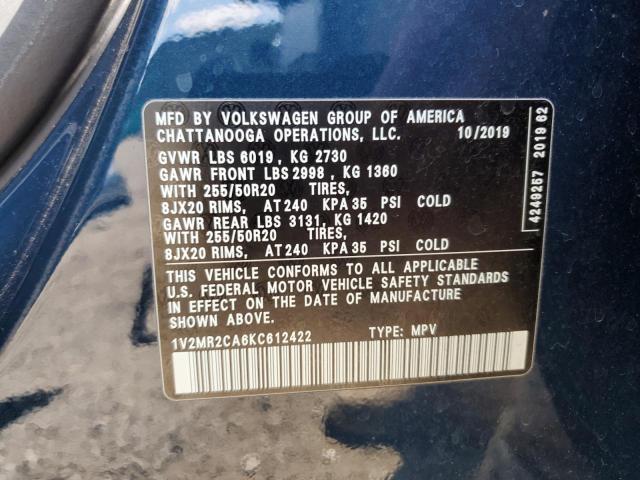 MFD BY VOLKSWAGEN GROUP OF AMERICA
CHATTANOOGA OPERATIONS, LLC. 10/2019
GVWR LBS 6019 , KG 2730
GAWR FRONT LBS 2998 , KG 1360
WITH 255/50R20 TIRES,
8JX20 RIMS, AT 240 KPA 35 PSI COLD
GAWR REAR LBS 3131, KG 1420
WITH 255/50R20 TIRES,
8JX20 RIMS, AT 240 KPA 35 PSI COLD
THIS VEHICLE CONFORMS TO ALL APPLICABLE
U.S. FEDERAL MOTOR VEHICLE SAFETY STANDARDS
IN EFFECT ON THE DATE OF MANUFACTURE
SHOWN ABOVE.
1V2MR2CA6KC612422 TYPE: MPV
4249257 2019 62